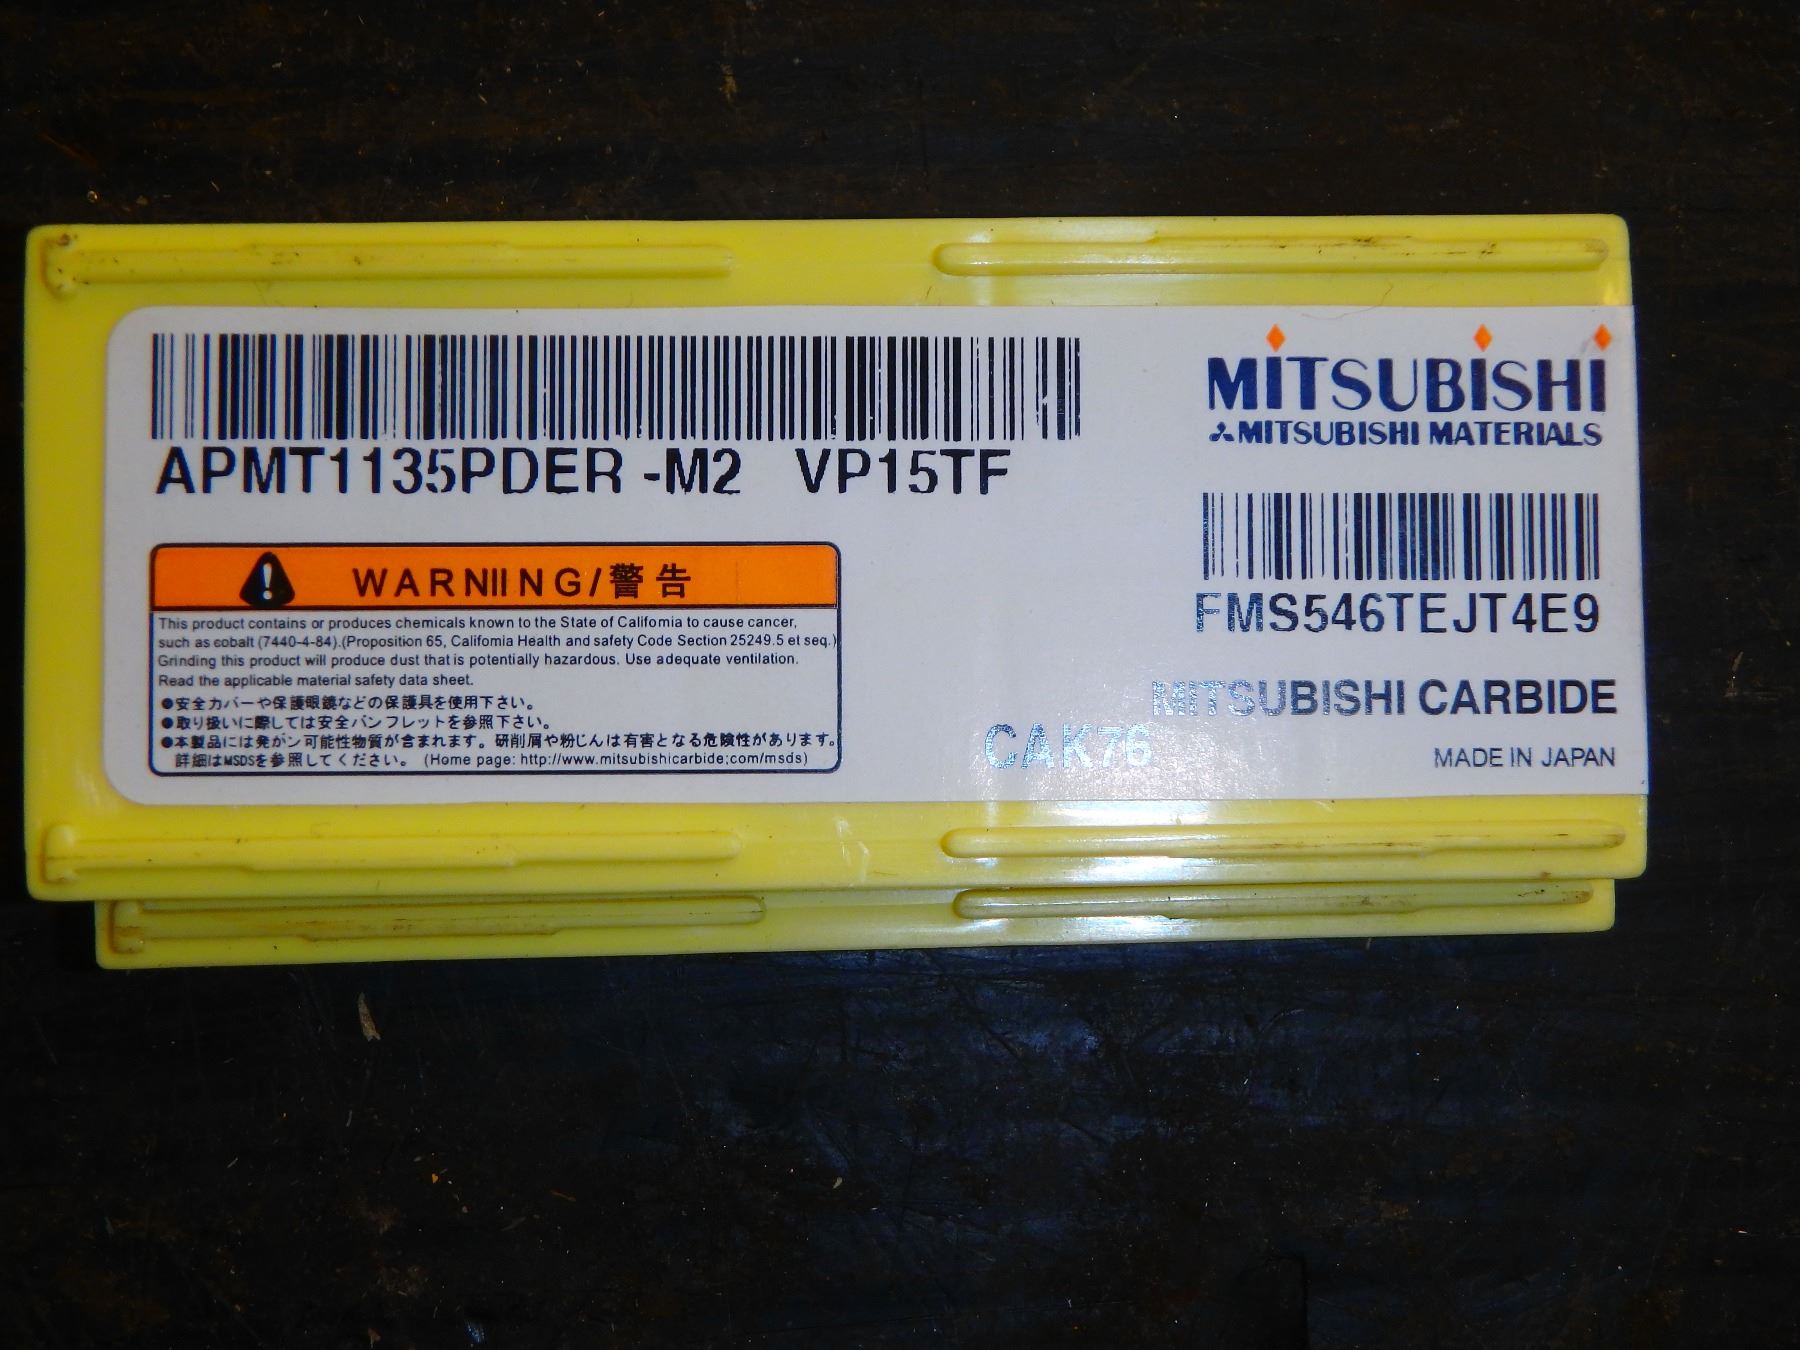 APMT1135PDER -M2 VP15TF
WARNIING/警告
This product contains or produces chemicals known to the State of California to cause cancer,
such as cobalt (7440-4-84).(Proposition 65, California Health and safety Code Section 25249.5 et seq.)
Grinding this product will produce dust that is potentially hazardous. Use adequate ventilation.
Read the applicable material safety data sheet.
●安全カバーや保護眼鏡などの保護具を使用下さい。
●取り扱いに際しては安全バンフレットを参照下さい。
●本製品には発がン可能性物質が含まれます。研削屑や粉じんは有害となる危険性があります。
詳細はMSDSを参照してください。 (Home page: http://www.mitsubishicarbide;com/msds)
MITSUBISHI
MITSUBISHI MATERIALS
FMS546TEJT4E9
MITSUBISHI CARBIDE
CAK76
MADE IN JAPAN